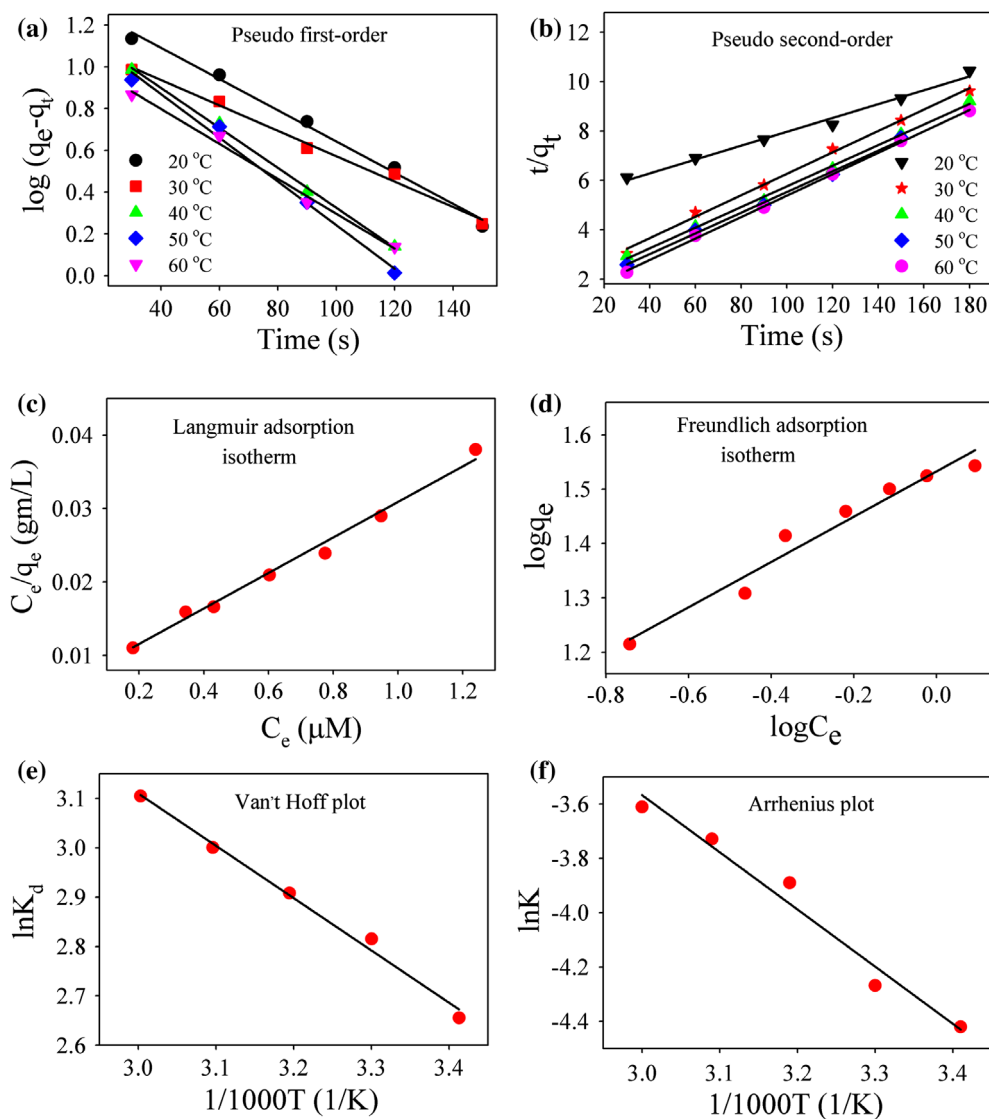 (a)
Pseudo first-order
log (qe-qt)
1.2
1.0
0.8
0.6
0.4
0.2
0.0
20 °C
30 °C
40 °C
50 °C
60 °C
40
60
80
100
120
140
Time (s)
(b)
Pseudo second-order
t/qt
12
10
8
6
4
2
20 °C
30 °C
40 °C
50 °C
60 °C
20
40
60
80
100
120
140
160
180
Time (s)
(c)
Langmuir adsorption
isotherm
Ce/qe (gm/L)
0.04
0.03
0.02
0.01
0.2
0.4
0.6
0.8
1.0
1.2
Ce (μM)
(d)
Freundlich adsorption
isotherm
logqe
1.6
1.5
1.4
1.3
1.2
-0.8
-0.6
-0.4
-0.2
0.0
logCe
(e)
Van't Hoff plot
lnKd
3.1
3.0
2.9
2.8
2.7
2.6
3.0
3.1
3.2
3.3
3.4
1/1000T (1/K)
(f)
Arrhenius plot
lnK
-3.6
-3.8
-4.0
-4.2
-4.4
3.0
3.1
3.2
3.3
3.4
1/1000T (1/K)